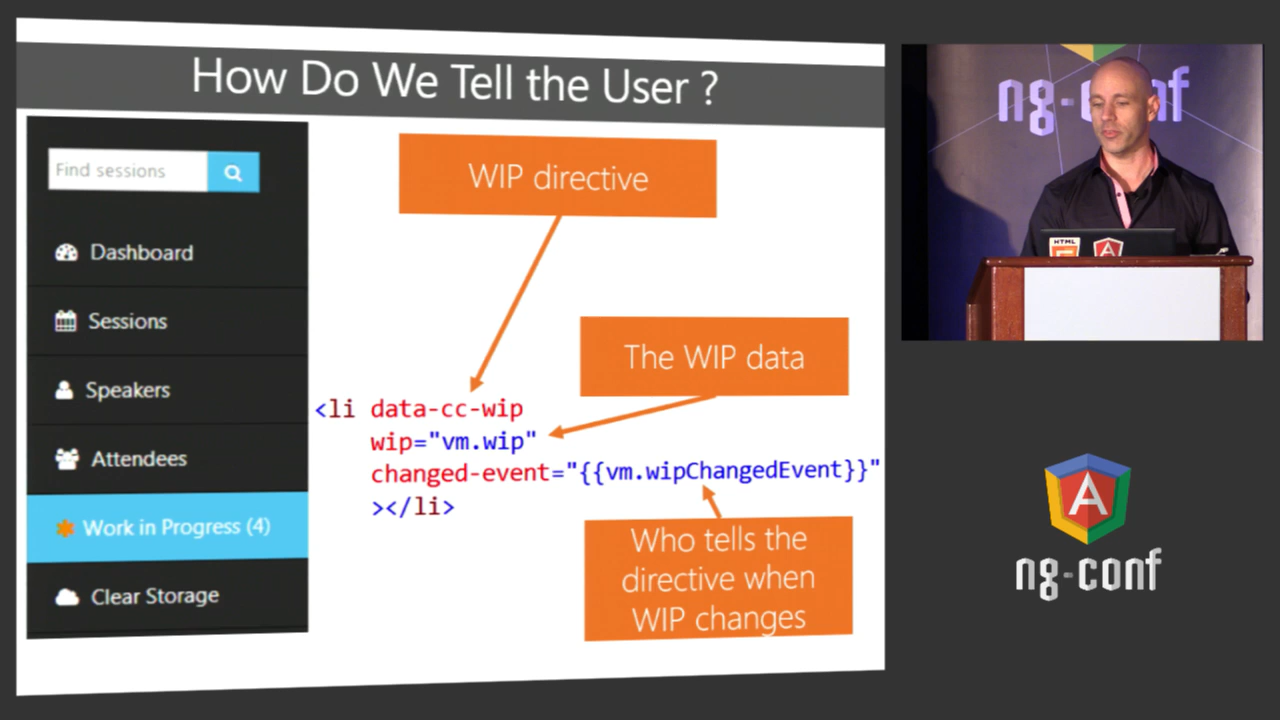 How Do We Tell the User ?
Find sessions
Dashboard
Sessions
Speakers
Attendees
Work in Progress (4)
Clear Storage
WIP directive
The WIP data
<li data-cc-wip
wip="vm.wip"
changed-event="{{vm.wipChangedEvent}}"
></li>
Who tells the
directive when
WIP changes
ng-conf
HTML
A
ng-conf